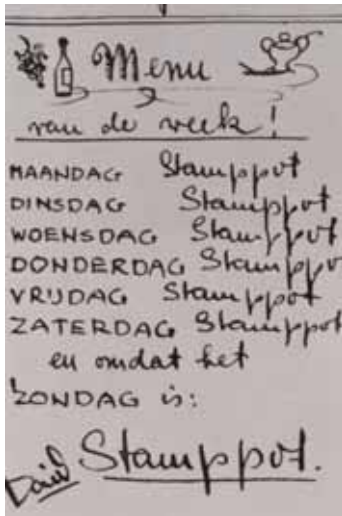 Menu
van de week!
MAANDAG Stamppot
DINSDAG Stamppot
WOENSDAG Stamppot
DONDERDAG Stamppot
VRIJDAG Stamppot
ZATERDAG Stamppot
en omdat het
ZONDAG is:
Stamppot.